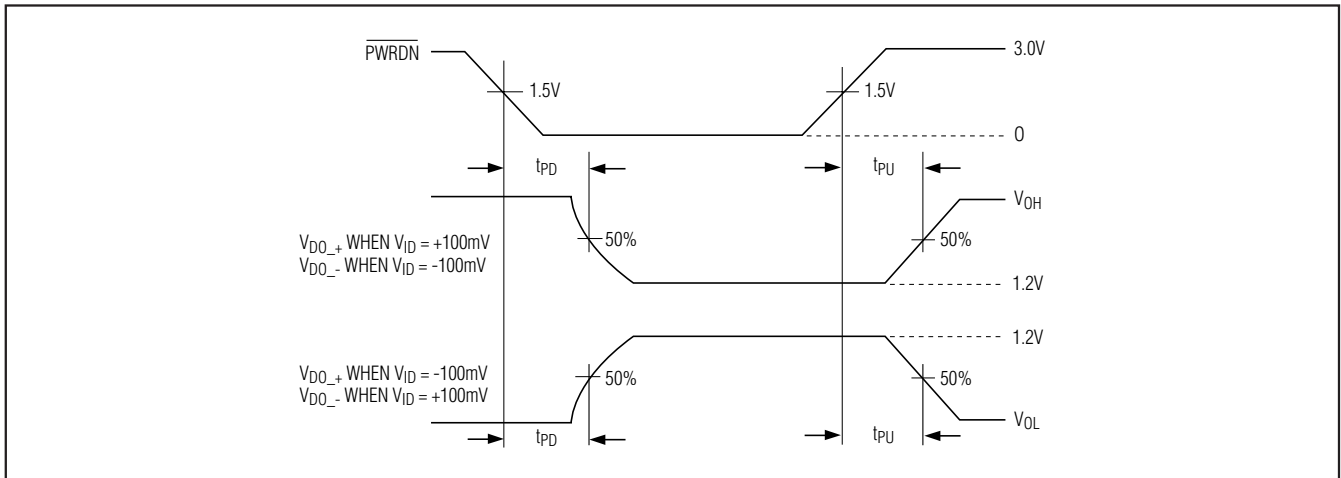 PWRDN
3.0V
1.5V
1.5V
0
tPD
tPU
VOH
50%
50%
VDO_+ WHEN VID = +100mV
VDO_- WHEN VID = -100mV
1.2V
1.2V
50%
50%
VDO_+ WHEN VID = -100mV
VDO_- WHEN VID = +100mV
VOL
tPD
tPU